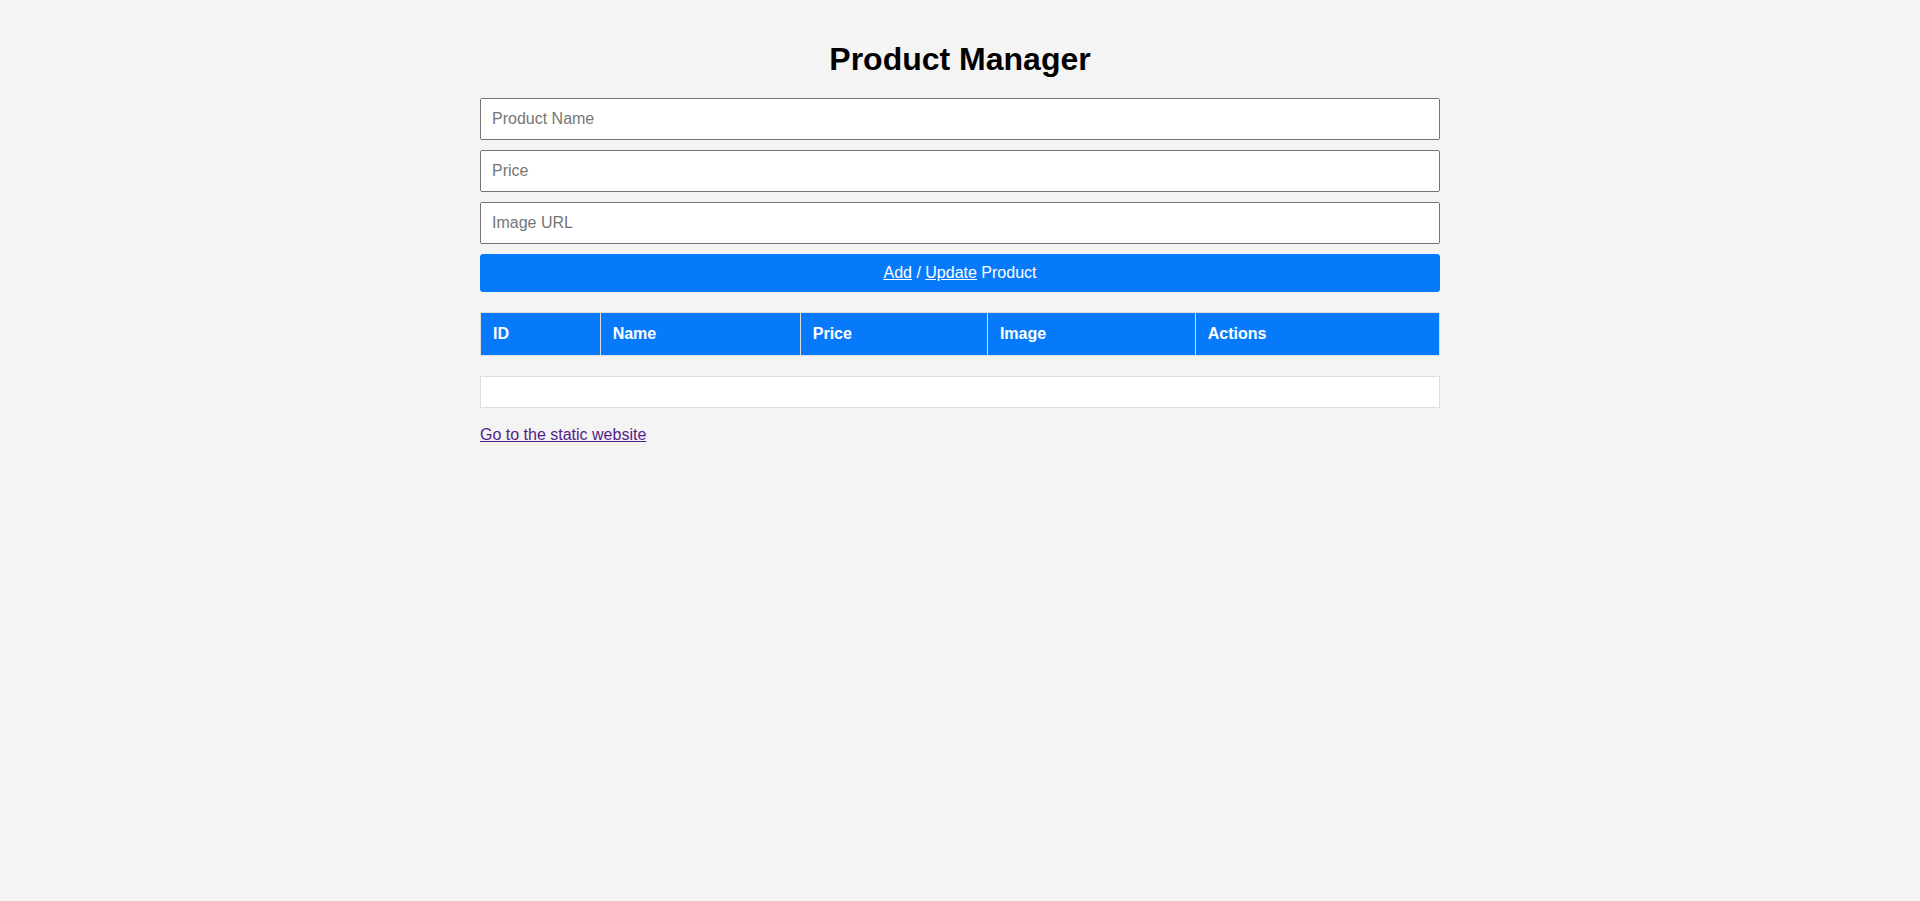 Product Manager
Product Name
Price
Image URL
Add / Update Product
ID Name Price Image Actions
Go to the static website